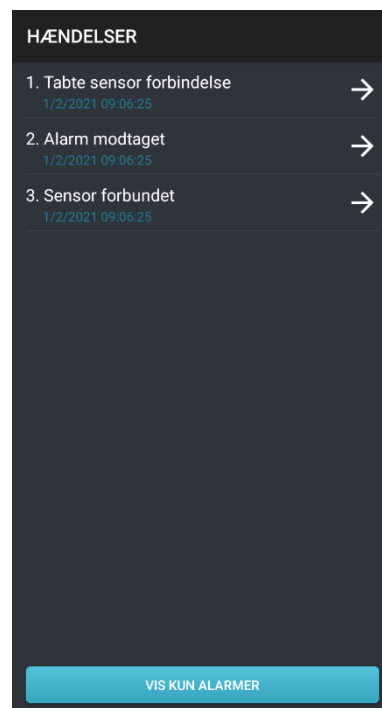 HÆNDELSER
1. Tabte sensor forbindelse
1/2/2021 09:06:25
2. Alarm modtaget
1/2/2021 09:06:25
3. Sensor forbundet
1/2/2021 09:06:25
VIS KUN ALARMER